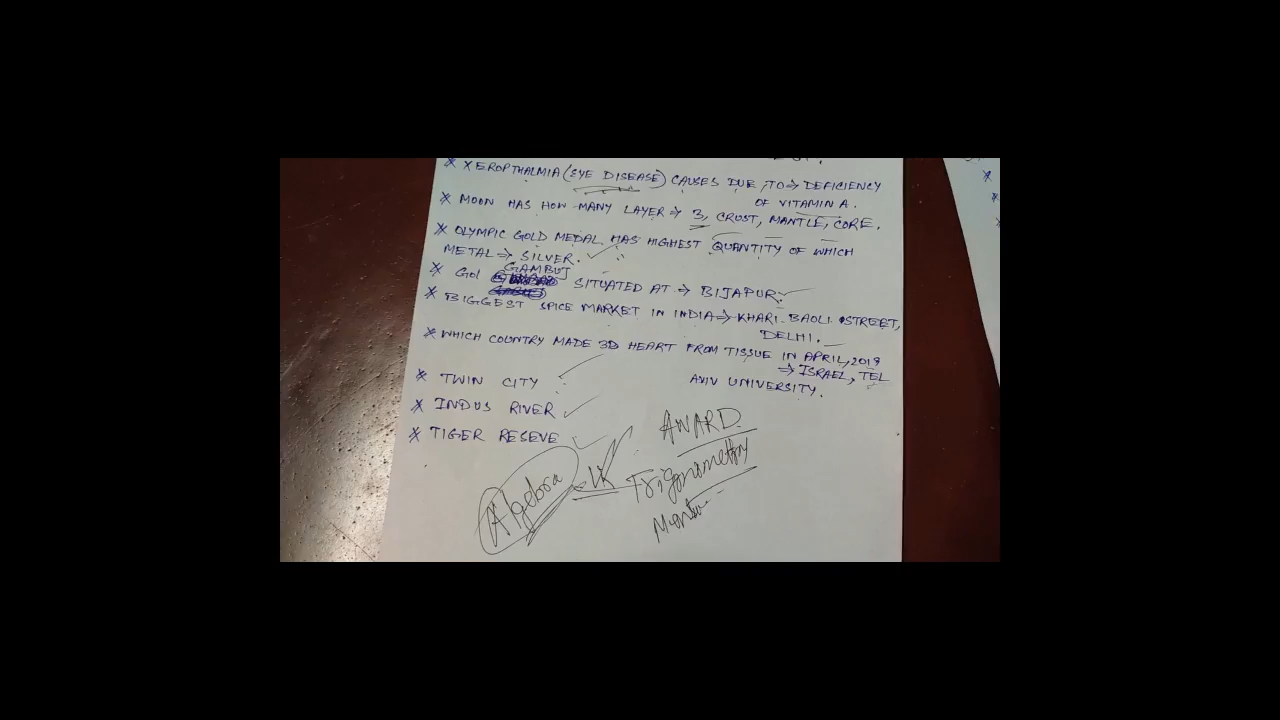 * XEROPTHALMIA (EYE DISEASE) CAUSES DUE TO → DEFICIENCY
OF VITAMIN A.
* MOON HAS HOW MANY LAYER → 3, CRUST, MANTLE, CORE.
* OLYMPIC GOLD MEDAL HAS HIGHEST QUANTITY OF WHICH
METAL → SILVER.
* GOl GAMBUJ SITUATED AT → BIJAPUR
* BIGGEST SPICE MARKET IN INDIA → KHARI BAOLI STREET,
DELHI.
* WHICH COUNTRY MADE 3D HEART FROM TISSUE IN APRIL, 2019
→ ISRAEL, TEL
AVIV UNIVERSITY.
* TWIN CITY
* INDUS RIVER
* TIGER RESEVE
AWARD
Algebra
Trigonametry